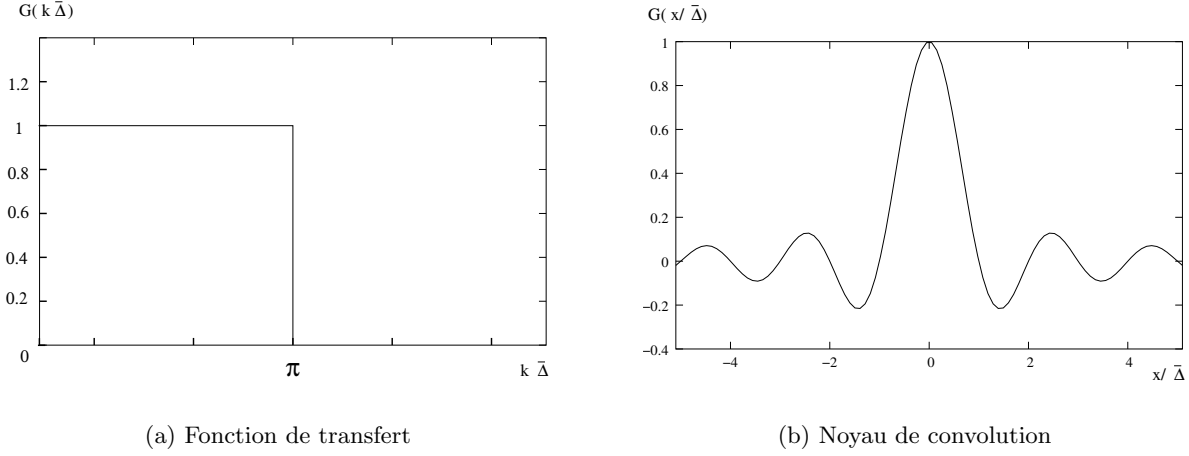 G( k Δ̄)
1.2
1
0.8
0.6
0.4
0.2
0
π
k Δ̄
(a) Fonction de transfert
G( x/ Δ̄)
1
0.8
0.6
0.4
0.2
0
−0.2
−0.4
−4
−2
0
2
4
x/ Δ̄
(b) Noyau de convolution